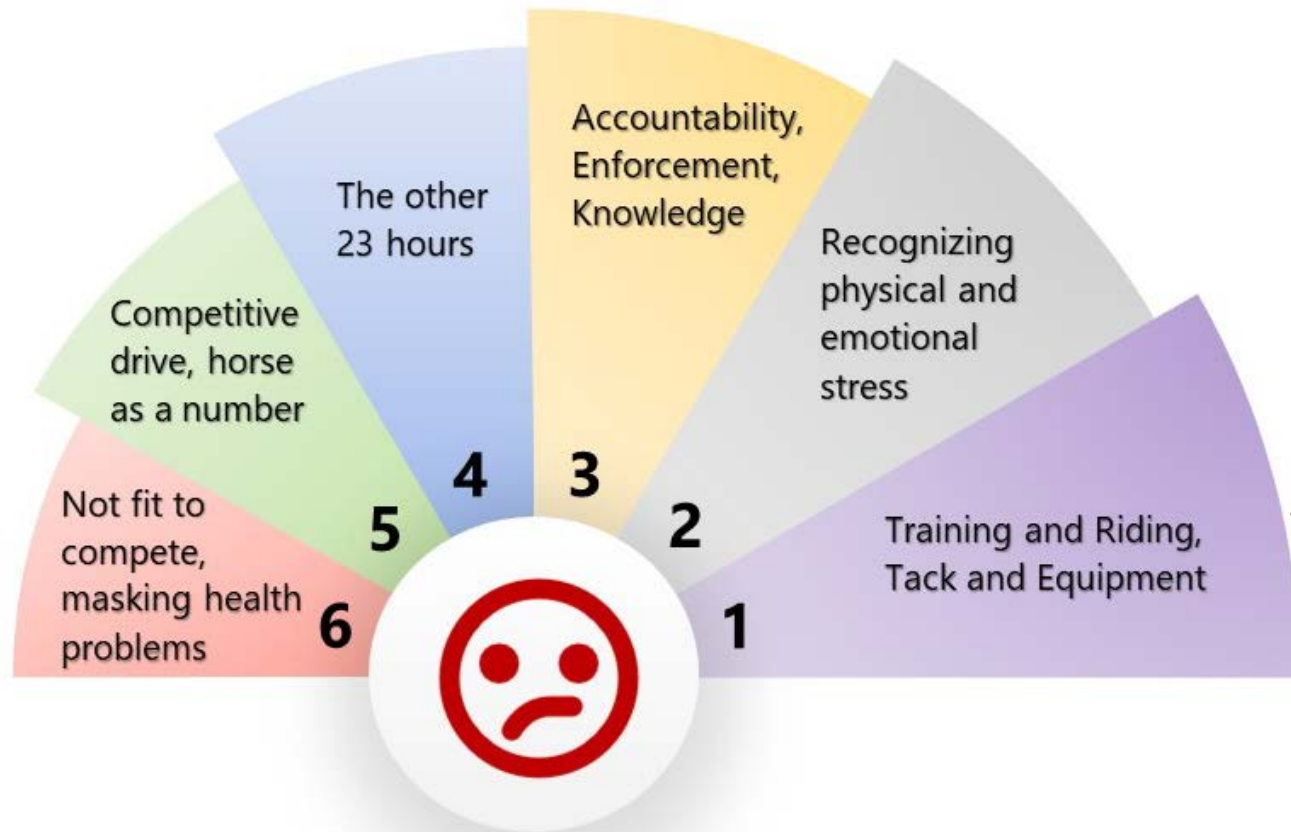 Accountability,
Enforcement,
Knowledge
The other
23 hours
Recognizing
physical and
emotional
stress
Competitive
drive, horse
as a number
Not fit to
compete,
masking health
problems
Training and Riding,
Tack and Equipment
4
3
5
2
6
1